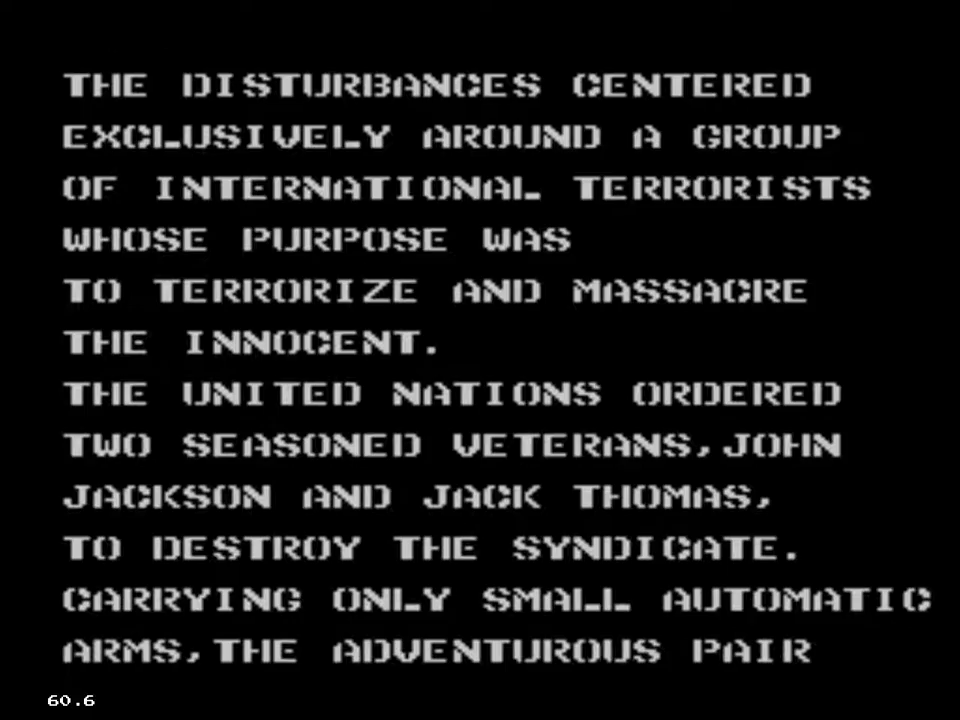 THE DISTURBANCES CENTERED
EXCLUSIVELY AROUND A GROUP
OF INTERNATIONAL TERRORISTS
WHOSE PURPOSE WAS
TO TERRORIZE AND MASSACRE
THE INNOCENT.
THE UNITED NATIONS ORDERED
TWO SEASONED VETERANS,JOHN
JACKSON AND JACK THOMAS,
TO DESTROY THE SYNDICATE.
CARRYING ONLY SMALL AUTOMATIC
ARMS,THE ADVENTUROUS PAIR
60.6